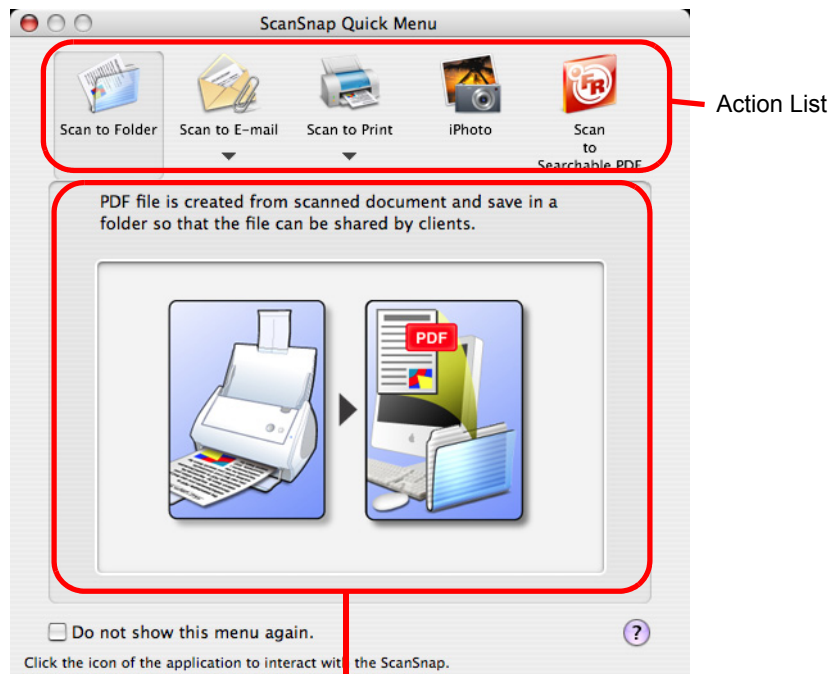 ScanSnap Quick Menu
Scan to Folder
Scan to E-mail
Scan to Print
iPhoto
Scan
to
Searchable PDF
Action List
PDF file is created from scanned document and save in a
folder so that the file can be shared by clients.
PDF
Do not show this menu again.
?
Click the icon of the application to interact with the ScanSnap.